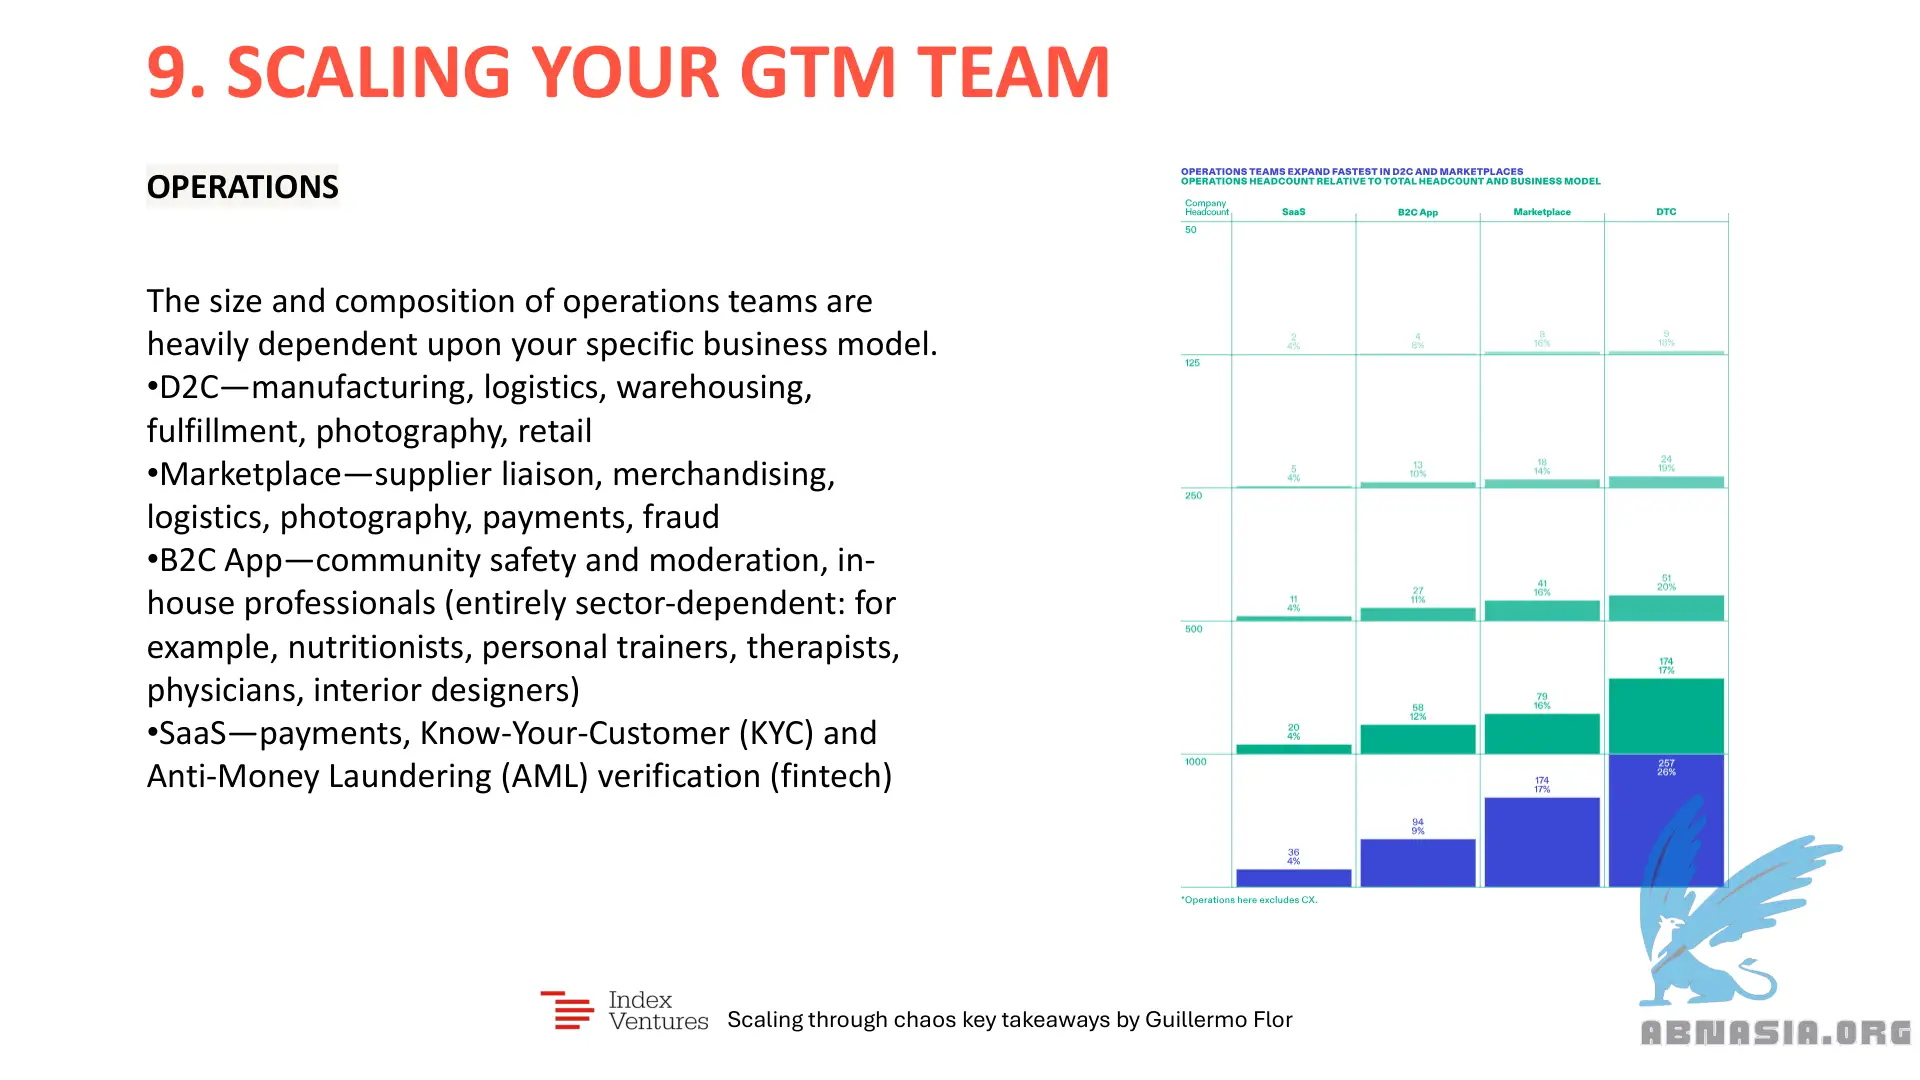 9. SCALING YOUR GTM TEAM
OPERATIONS
The size and composition of operations teams are
heavily dependent upon your specific business model.
•D2C—manufacturing, logistics, warehousing,
fulfillment, photography, retail
•Marketplace—supplier liaison, merchandising,
logistics, photography, payments, fraud
•B2C App—community safety and moderation, in-
house professionals (entirely sector-dependent: for
example, nutritionists, personal trainers, therapists,
physicians, interior designers)
•SaaS—payments, Know-Your-Customer (KYC) and
Anti-Money Laundering (AML) verification (fintech)
OPERATIONS TEAMS EXPAND FASTEST IN D2C AND MARKETPLACES
OPERATIONS HEADCOUNT RELATIVE TO TOTAL HEADCOUNT AND BUSINESS MODEL
Company
Headcount SaaS B2C App Marketplace DTC
50
2 4 8 9
4% 8% 16% 18%
125
5 13 18 24
4% 10% 14% 19%
250
11 27 41 51
4% 11% 16% 20%
500
20 58 79 174
4% 12% 16% 17%
1000
36 94 174 257
4% 9% 17% 26%
*Operations here excludes CX.
Index
Ventures
Scaling through chaos key takeaways by Guillermo Flor
ABNASIA.ORG